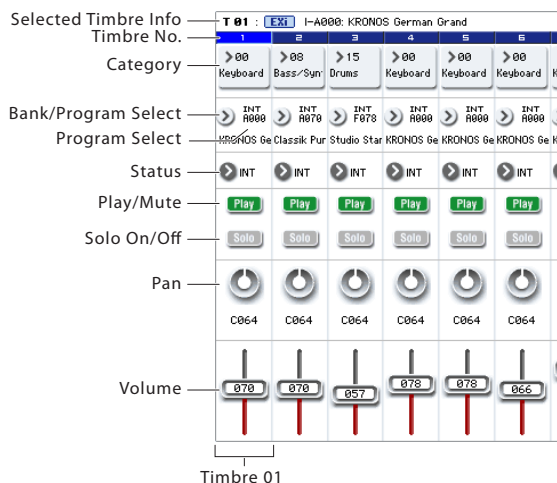 Selected Timbre Info
T 01 : EXi I-A000: KRONOS German Grand
Timbre No.
1 2 3 4 5 6
Category
00 08 15 00 00 00
Keyboard Bass/Syn Drums Keyboard Keyboard Keyboard
Bank/Program Select
INT INT INT INT INT INT
A000 A070 F078 A000 A000 A000
Program Select
KRONOS Ge Classik Pur Studio Star KRONOS Ge KRONOS Ge KRONOS Ge
Status
INT INT INT INT INT INT
Play/Mute
Play Play Play Play Play Play
Solo On/Off
Solo Solo Solo Solo Solo Solo
Pan
C064 C064 C064 C064 C064 C064
Volume
070 070 057 078 078 066
Timbre 01